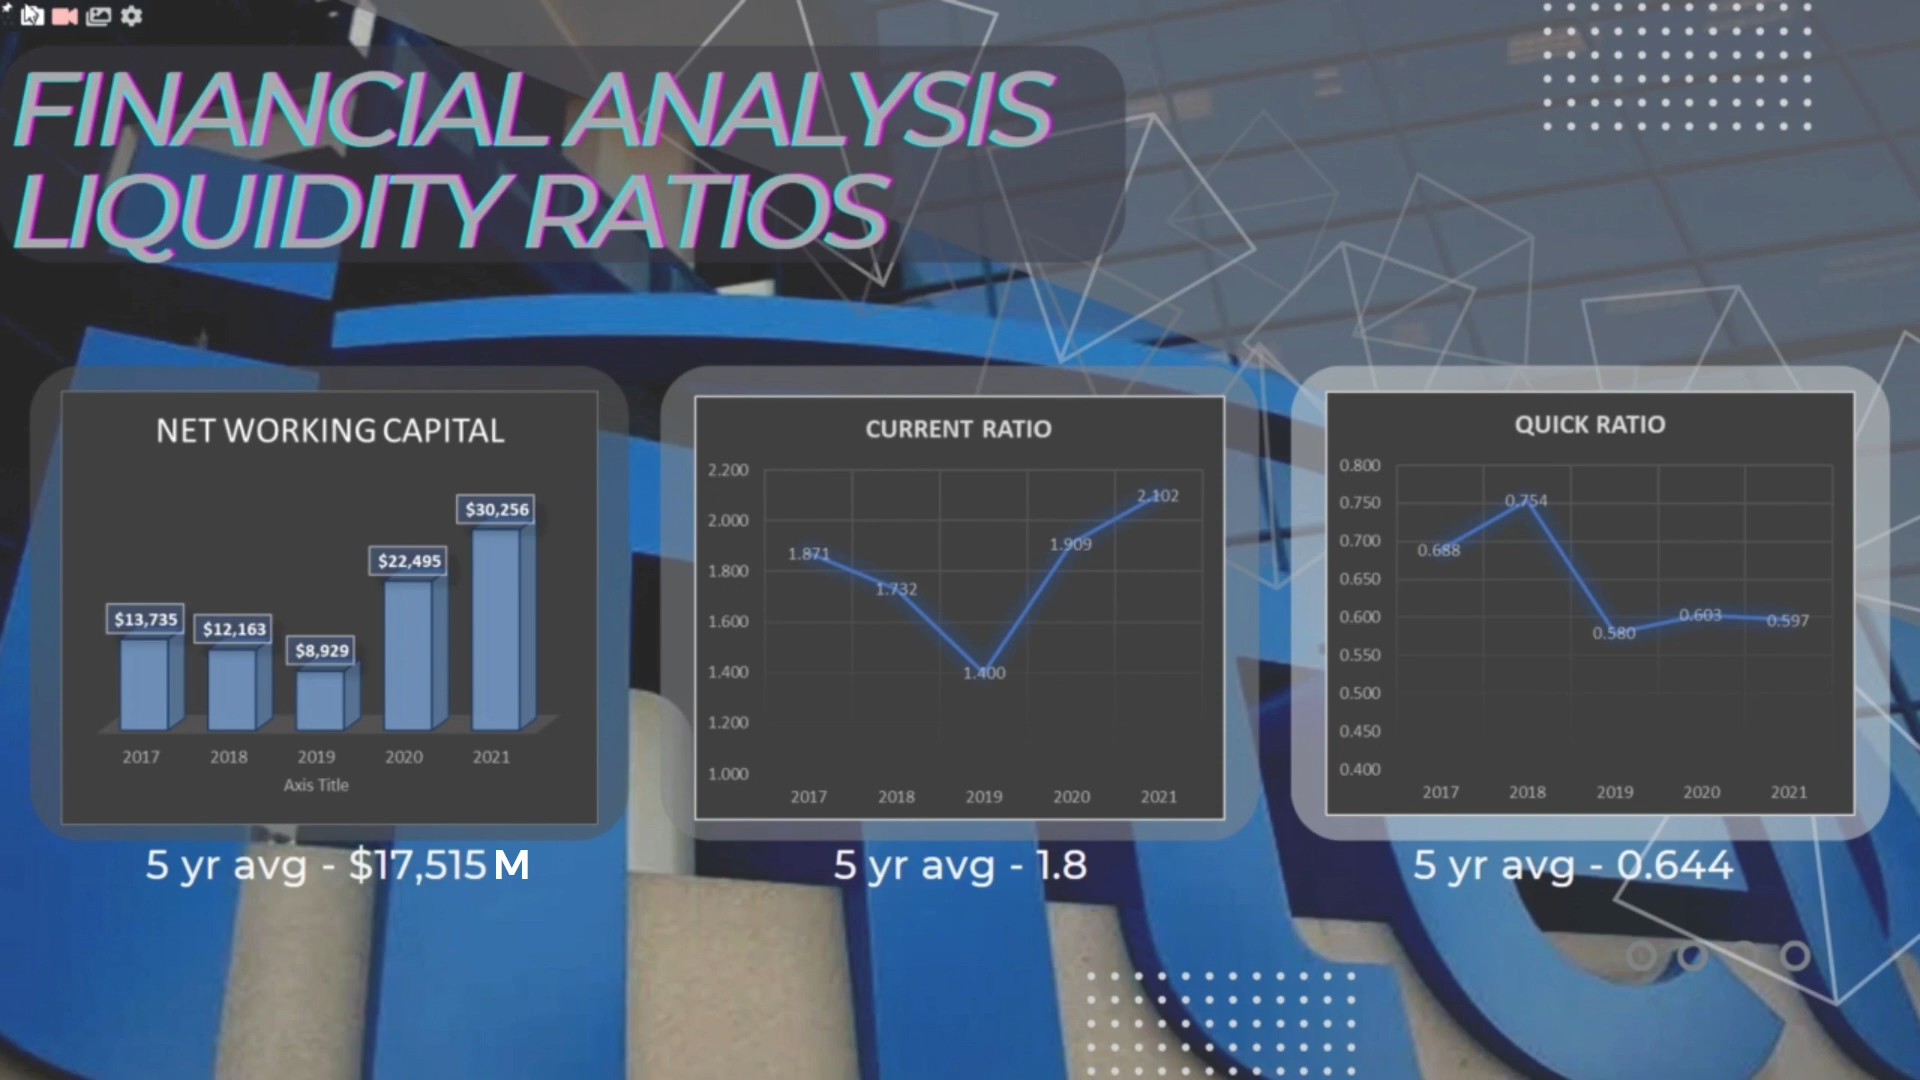 FINANCIAL ANALYSIS
LIQUIDITY RATIOS
NET WORKING CAPITAL
$13,735
$12,163
$8,929
$22,495
$30,256
2017 2018 2019 2020 2021
Axis Title
5 yr avg - $17,515 M
CURRENT RATIO
2.200
2.000
1.800
1.600
1.400
1.200
1.000
1.871
1.732
1.400
1.909
2.102
2017 2018 2019 2020 2021
5 yr avg - 1.8
QUICK RATIO
0.800
0.750
0.700
0.650
0.600
0.550
0.500
0.450
0.400
0.688
0.754
0.580
0.603
0.597
2017 2018 2019 2020 2021
5 yr avg - 0.644